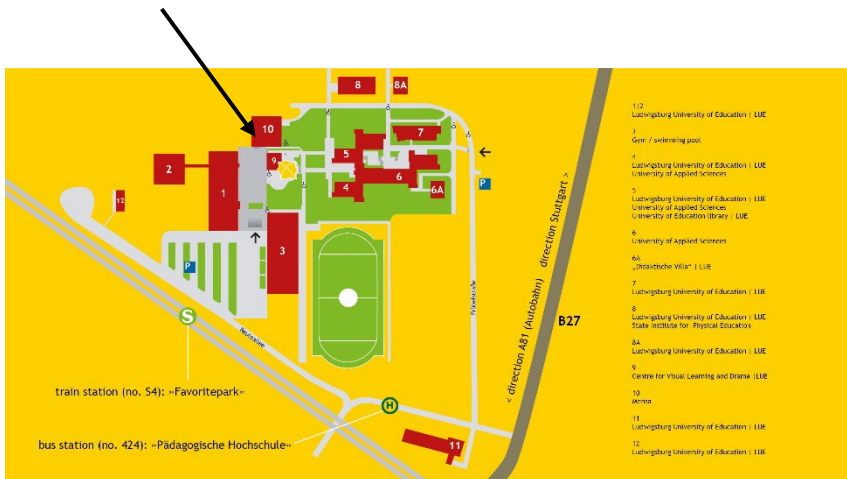 8
8A
10
7
5
9
2
1
4
6
6A
P
12
3
P
S
Reuteallee
Fröbelstraße
< direction A81 (Autobahn)   direction Stuttgart >
B27
train station (no. S4): »Favoritepark«
H
bus station (no. 424): »Pädagogische Hochschule«
11
1|2
Ludwigsburg University of Education | LUE
3
Gym / swimming pool
4
Ludwigsburg University of Education | LUE
University of Applied Sciences
5
Ludwigsburg University of Education | LUE
University of Applied Sciences
University of Education library | LUE
6
University of Applied Sciences
6A
„Didaktische Villa“ | LUE
7
Ludwigsburg University of Education | LUE
8
Ludwigsburg University of Education | LUE
State Institute for Physical Education
8A
Ludwigsburg University of Education | LUE
9
Centre for Visual Learning and Drama |LUE
10
Mensa
11
Ludwigsburg University of Education | LUE
12
Ludwigsburg University of Education | LUE